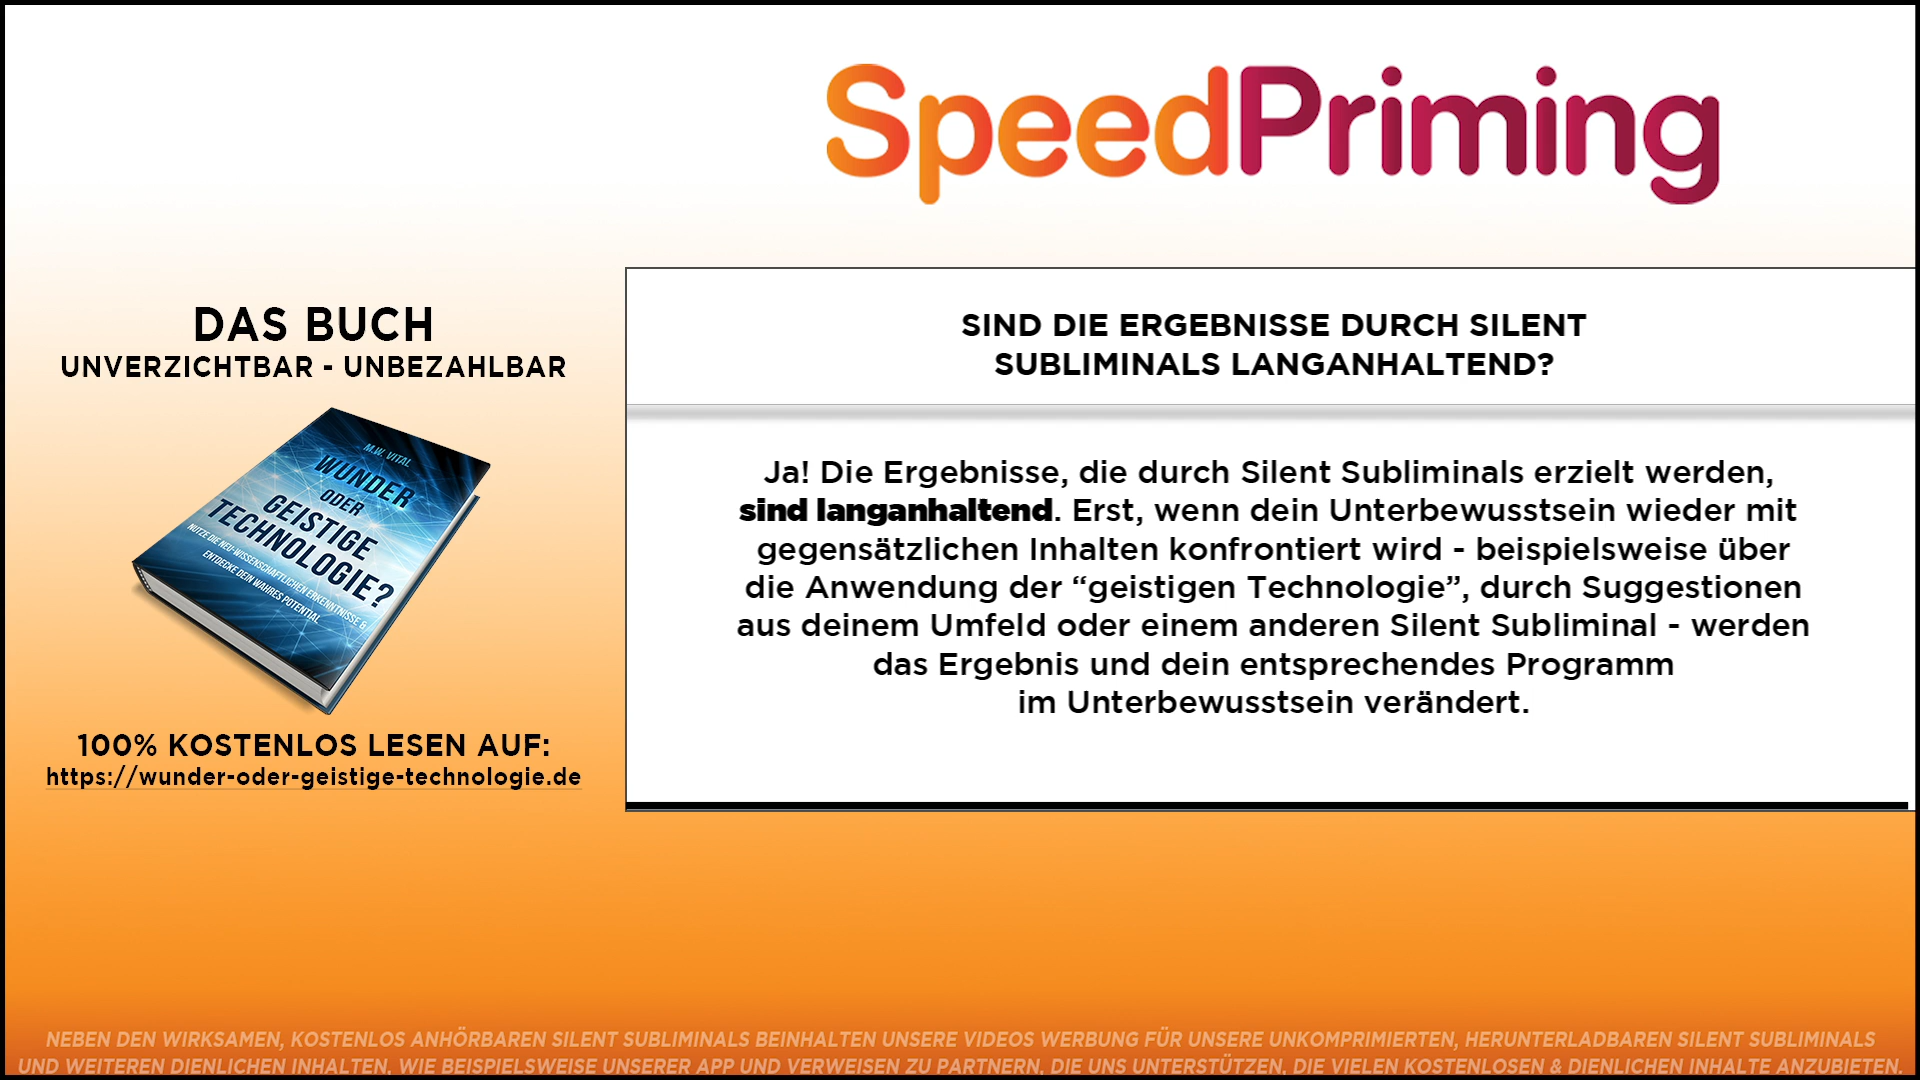 SpeedPriming
DAS BUCH
UNVERZICHTBAR - UNBEZAHLBAR
M.W. VITAL
WUNDER
ODER
GEISTIGE
TECHNOLOGIE?
NUTZE DIE NEU-WISSENSCHAFTLICHEN ERKENNTNISSE &
ENTDECKE DEIN WAHRES POTENTIAL
100% KOSTENLOS LESEN AUF:
https://wunder-oder-geistige-technologie.de
SIND DIE ERGEBNISSE DURCH SILENT
SUBLIMINALS LANGANHALTEND?
Ja! Die Ergebnisse, die durch Silent Subliminals erzielt werden,
sind langanhaltend. Erst, wenn dein Unterbewusstsein wieder mit
gegensätzlichen Inhalten konfrontiert wird - beispielsweise über
die Anwendung der “geistigen Technologie”, durch Suggestionen
aus deinem Umfeld oder einem anderen Silent Subliminal - werden
das Ergebnis und dein entsprechendes Programm
im Unterbewusstsein verändert.
NEBEN DEN WIRKSAMEN, KOSTENLOS ANHÖRBAREN SILENT SUBLIMINALS BEINHALTEN UNSERE VIDEOS WERBUNG FÜR UNSERE UNKOMPRIMIERTEN, HERUNTERLADBAREN SILENT SUBLIMINALS
UND WEITEREN DIENLICHEN INHALTEN, WIE BEISPIELSWEISE UNSERER APP UND VERWEISEN ZU PARTNERN, DIE UNS UNTERSTÜTZEN, DIE VIELEN KOSTENLOSEN & DIENLICHEN INHALTE ANZUBIETEN.